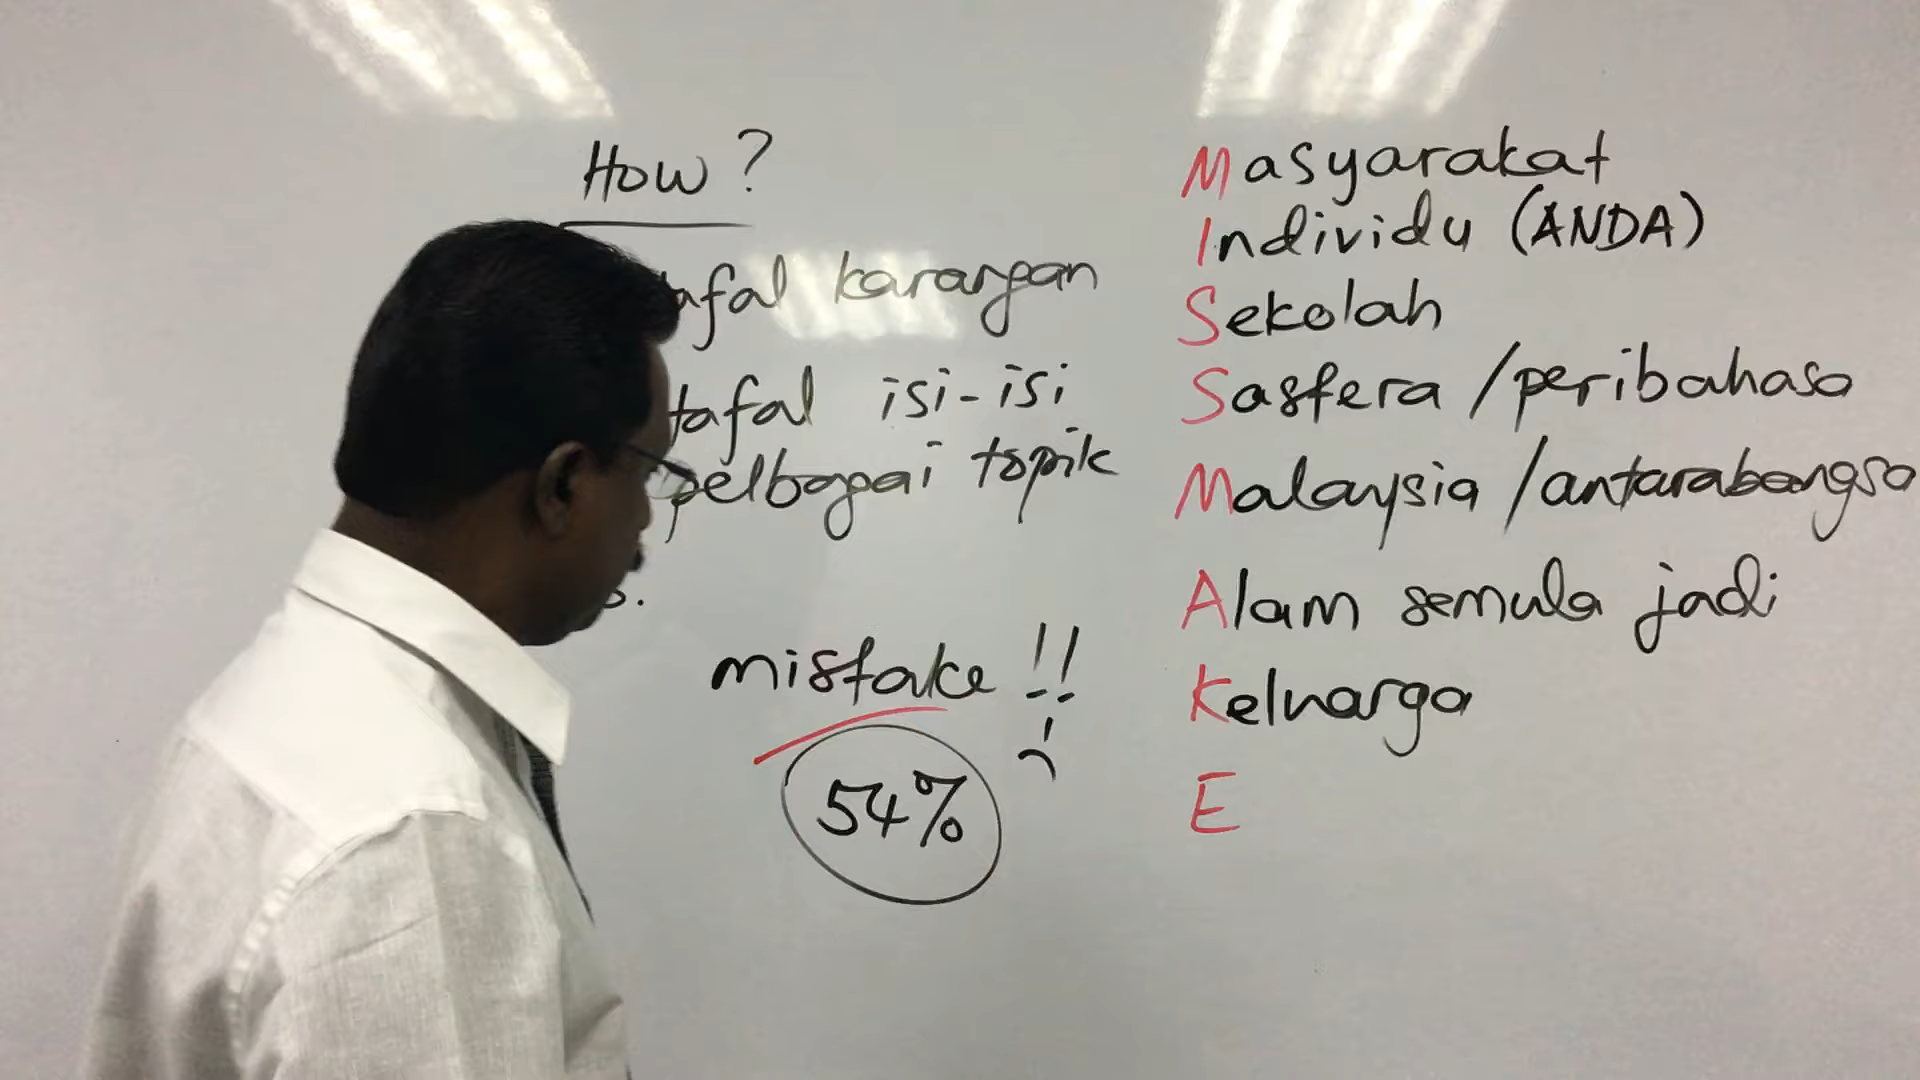 How?
afal karangan
tafal isi-isi
pelbagai topik
mistake !!
54%
Masyarakat
Individu (ANDA)
Sekolah
Sastera / peribahasa
Malaysia / antarabangsa
Alam semula jadi
Keluarga
E